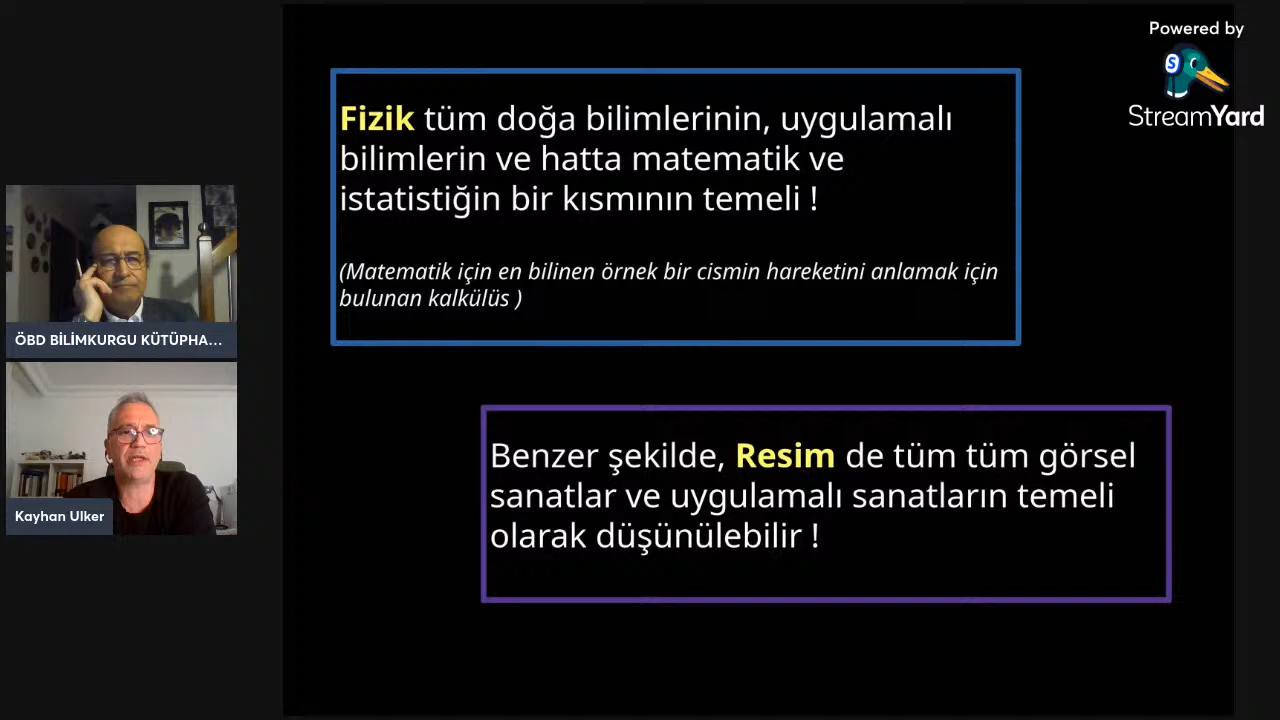 Powered by
StreamYard
Fizik tüm doğa bilimlerinin, uygulamalı
bilimlerin ve hatta matematik ve
istatistiğin bir kısmının temeli !
(Matematik için en bilinen örnek bir cismin hareketini anlamak için
bulunan kalkülüs )
ÖBD BİLİMKURGU KÜTÜPHA...
Benzer şekilde, Resim de tüm tüm görsel
sanatlar ve uygulamalı sanatların temeli
olarak düşünülebilir !
Kayhan Ulker